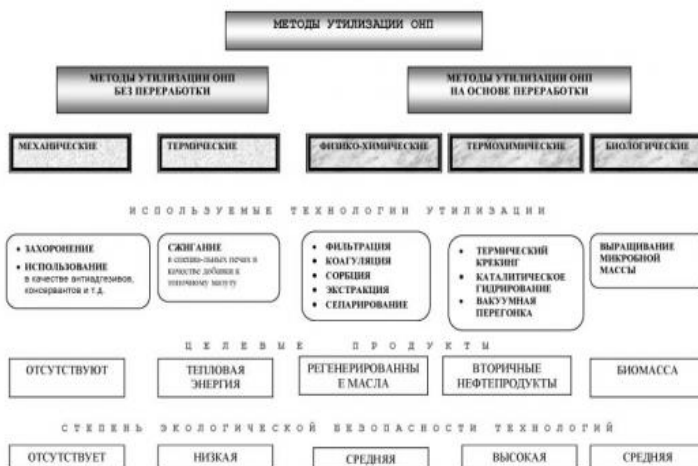 МЕТОДЫ УТИЛИЗАЦИИ ОНП
МЕТОДЫ УТИЛИЗАЦИИ ОНП
БЕЗ ПЕРЕРАБОТКИ
МЕТОДЫ УТИЛИЗАЦИИ ОНП
НА ОСНОВЕ ПЕРЕРАБОТКИ
МЕХАНИЧЕСКИЕ
ТЕРМИЧЕСКИЕ
ФИЗИКО-ХИМИЧЕСКИЕ
ТЕРМОХИМИЧЕСКИЕ
БИОЛОГИЧЕСКИЕ
ИСПОЛЬЗУЕМЫЕ ТЕХНОЛОГИИ УТИЛИЗАЦИИ
• ЗАХОРОНЕНИЕ
• ИСПОЛЬЗОВАНИЕ
в качестве антиадгезивов,
консервантов и т.д.
СЖИГАНИЕ
в специа-льных печах в
качестве добавки к
топочному мазуту
• ФИЛЬТРАЦИЯ
• КОАГУЛЯЦИЯ
• СОРБЦИЯ
• ЭКСТРАКЦИЯ
• СЕПАРИРОВАНИЕ
• ТЕРМИЧЕСКИЙ
КРЕКИНГ
• КАТАЛИТИЧЕСКОЕ
ГИДРИРОВАНИЕ
• ВАКУУМНАЯ
ПЕРЕГОНКА
ВЫРАЩИВАНИЕ
МИКРОБНОЙ
МАССЫ
ЦЕЛЕВЫЕ ПРОДУКТЫ
ОТСУТСТВУЮТ
ТЕПЛОВАЯ
ЭНЕРГИЯ
РЕГЕНЕРИРОВАННЫ
Е МАСЛА
ВТОРИЧНЫЕ
НЕФТЕПРОДУКТЫ
БИОМАССА
СТЕПЕНЬ ЭКОЛОГИЧЕСКОЙ БЕЗОПАСНОСТИ ТЕХНОЛОГИЙ
ОТСУТСТВУЕТ
НИЗКАЯ
СРЕДНЯЯ
ВЫСОКАЯ
СРЕДНЯЯ